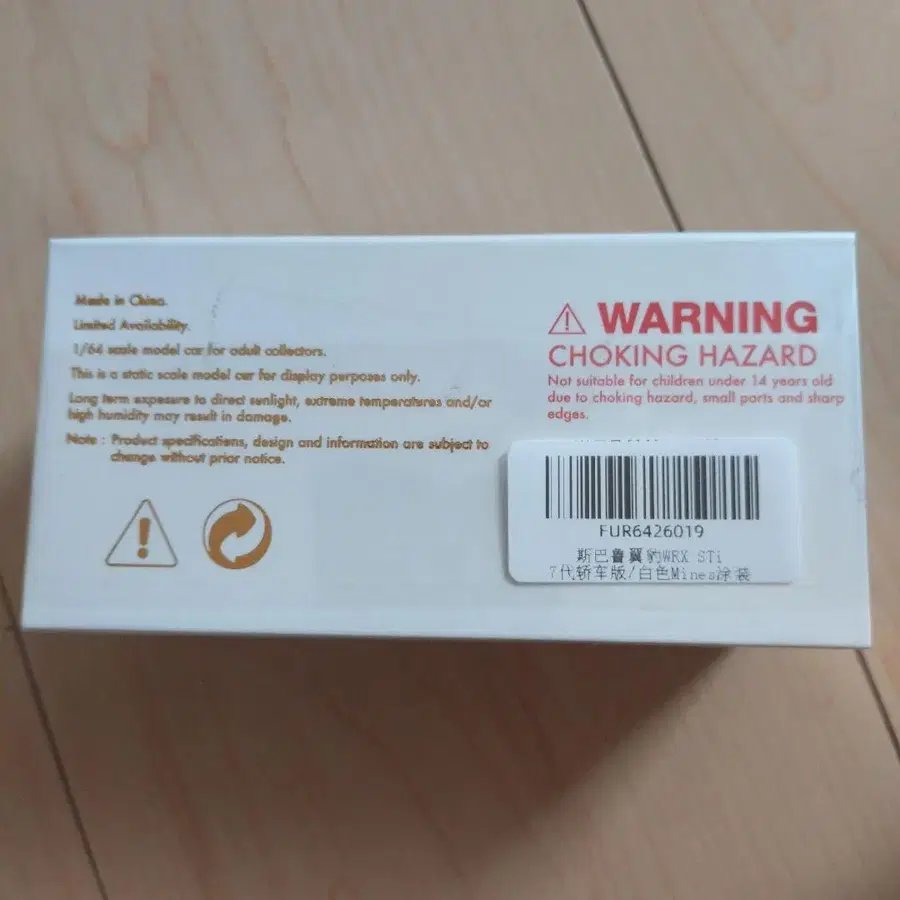 Made in China.
Limited Availability.
1/64 scale model car for adult collectors.
This is a static scale model car for display purposes only.
Long term exposure to direct sunlight, extreme temperatures and/or
high humidity may result in damage.
Note : Product specifications, design and information are subject to
change without prior notice.
WARNING
CHOKING HAZARD
Not suitable for children under 14 years old
due to choking hazard, small parts and sharp
edges.
FUR6426019
斯巴鲁翼豹WRX STi
7代轿车版/白色Mines涂装